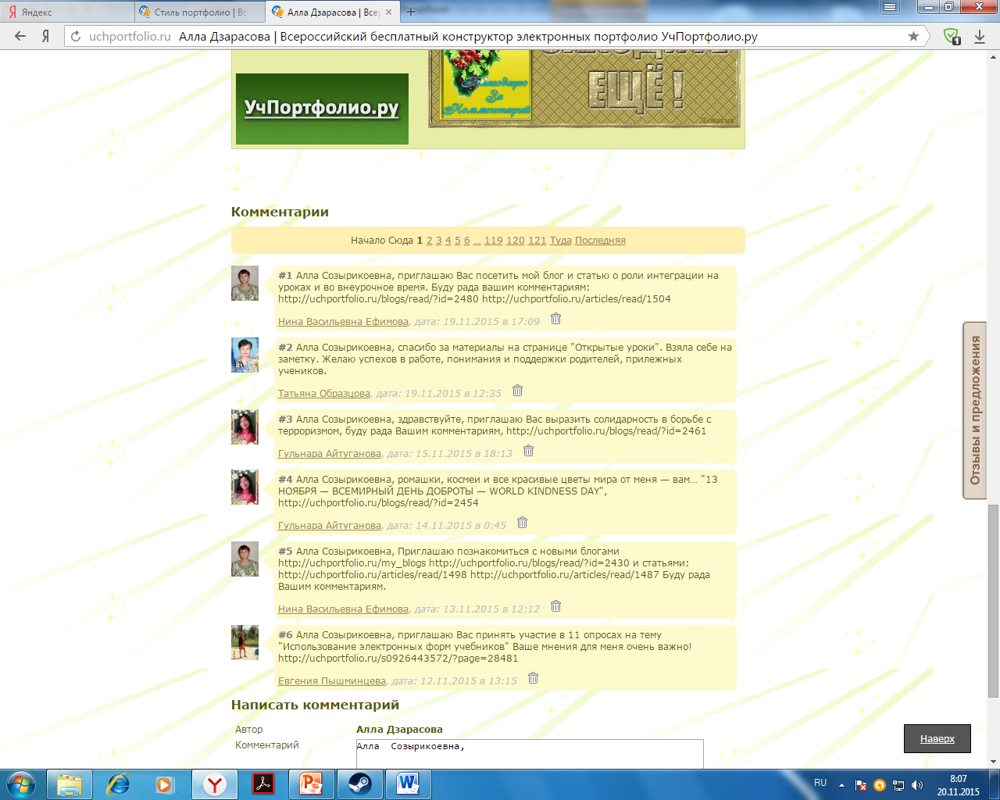 Яндекс
Стиль портфолио | Вс
Алла Дзарасова | Все
uchportfolio.ru Алла Дзарасова | Всероссийский бесплатный конструктор электронных портфолио УчПортфолио.ру
1
Благодарю
За
Комментарий
ЕЩЁ!
УчПортфолио.ру
Комментарии
Начало Сюда 1 2 3 4 5 6 ... 119 120 121 Туда Последняя
#1 Алла Созырикоевна, приглашаю Вас посетить мой блог и статью о роли интеграции на
уроках и во внеурочное время. Буду рада вашим комментариям:
http://uchportfolio.ru/blogs/read/?id=2480 http://uchportfolio.ru/articles/read/1504
Нина Васильевна Ефимова, дата: 19.11.2015 в 17:09
#2 Алла Созырикоевна, спасибо за материалы на странице "Открытые уроки". Взяла себе на
заметку. Желаю успехов в работе, понимания и поддержки родителей, прилежных
учеников.
Татьяна Образцова, дата: 19.11.2015 в 12:35
#3 Алла Созырикоевна, здравствуйте, приглашаю Вас выразить солидарность в борьбе с
терроризмом, буду рада Вашим комментариям, http://uchportfolio.ru/blogs/read/?id=2461
Гульнара Айтуганова, дата: 15.11.2015 в 18:13
#4 Алла Созырикоевна, ромашки, космеи и все красивые цветы мира от меня — вам... "13
НОЯБРЯ — ВСЕМИРНЫЙ ДЕНЬ ДОБРОТЫ — WORLD KINDNESS DAY",
http://uchportfolio.ru/blogs/read/?id=2454
Гульнара Айтуганова, дата: 14.11.2015 в 0:45
#5 Алла Созырикоевна, Приглашаю познакомиться с новыми блогами
http://uchportfolio.ru/my_blogs http://uchportfolio.ru/blogs/read/?id=2430 и статьями:
http://uchportfolio.ru/articles/read/1498 http://uchportfolio.ru/articles/read/1487 Буду рада
Вашим комментариям.
Нина Васильевна Ефимова, дата: 13.11.2015 в 12:12
#6 Алла Созырикоевна, приглашаю Вас принять участие в 11 опросах на тему
"Использование электронных форм учебников" Ваше мнения для меня очень важно!
http://uchportfolio.ru/s0926443572/?page=28481
Евгения Пышминцева, дата: 12.11.2015 в 13:15
Написать комментарий
Автор Алла Дзарасова
Комментарий Алла Созырикоевна,
Отзывы и предложения
Наверх
RU
8:07
20.11.2015